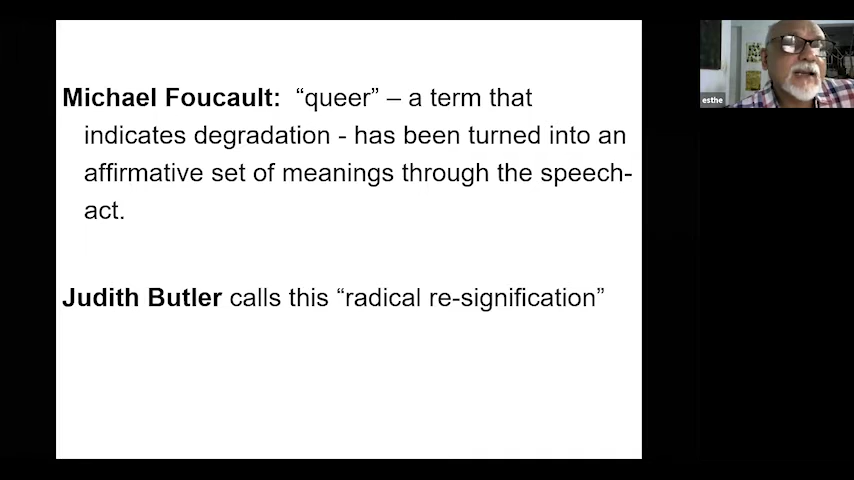 Michael Foucault: “queer” – a term that
indicates degradation - has been turned into an
affirmative set of meanings through the speech-
act.
Judith Butler calls this “radical re-signification”
esthe